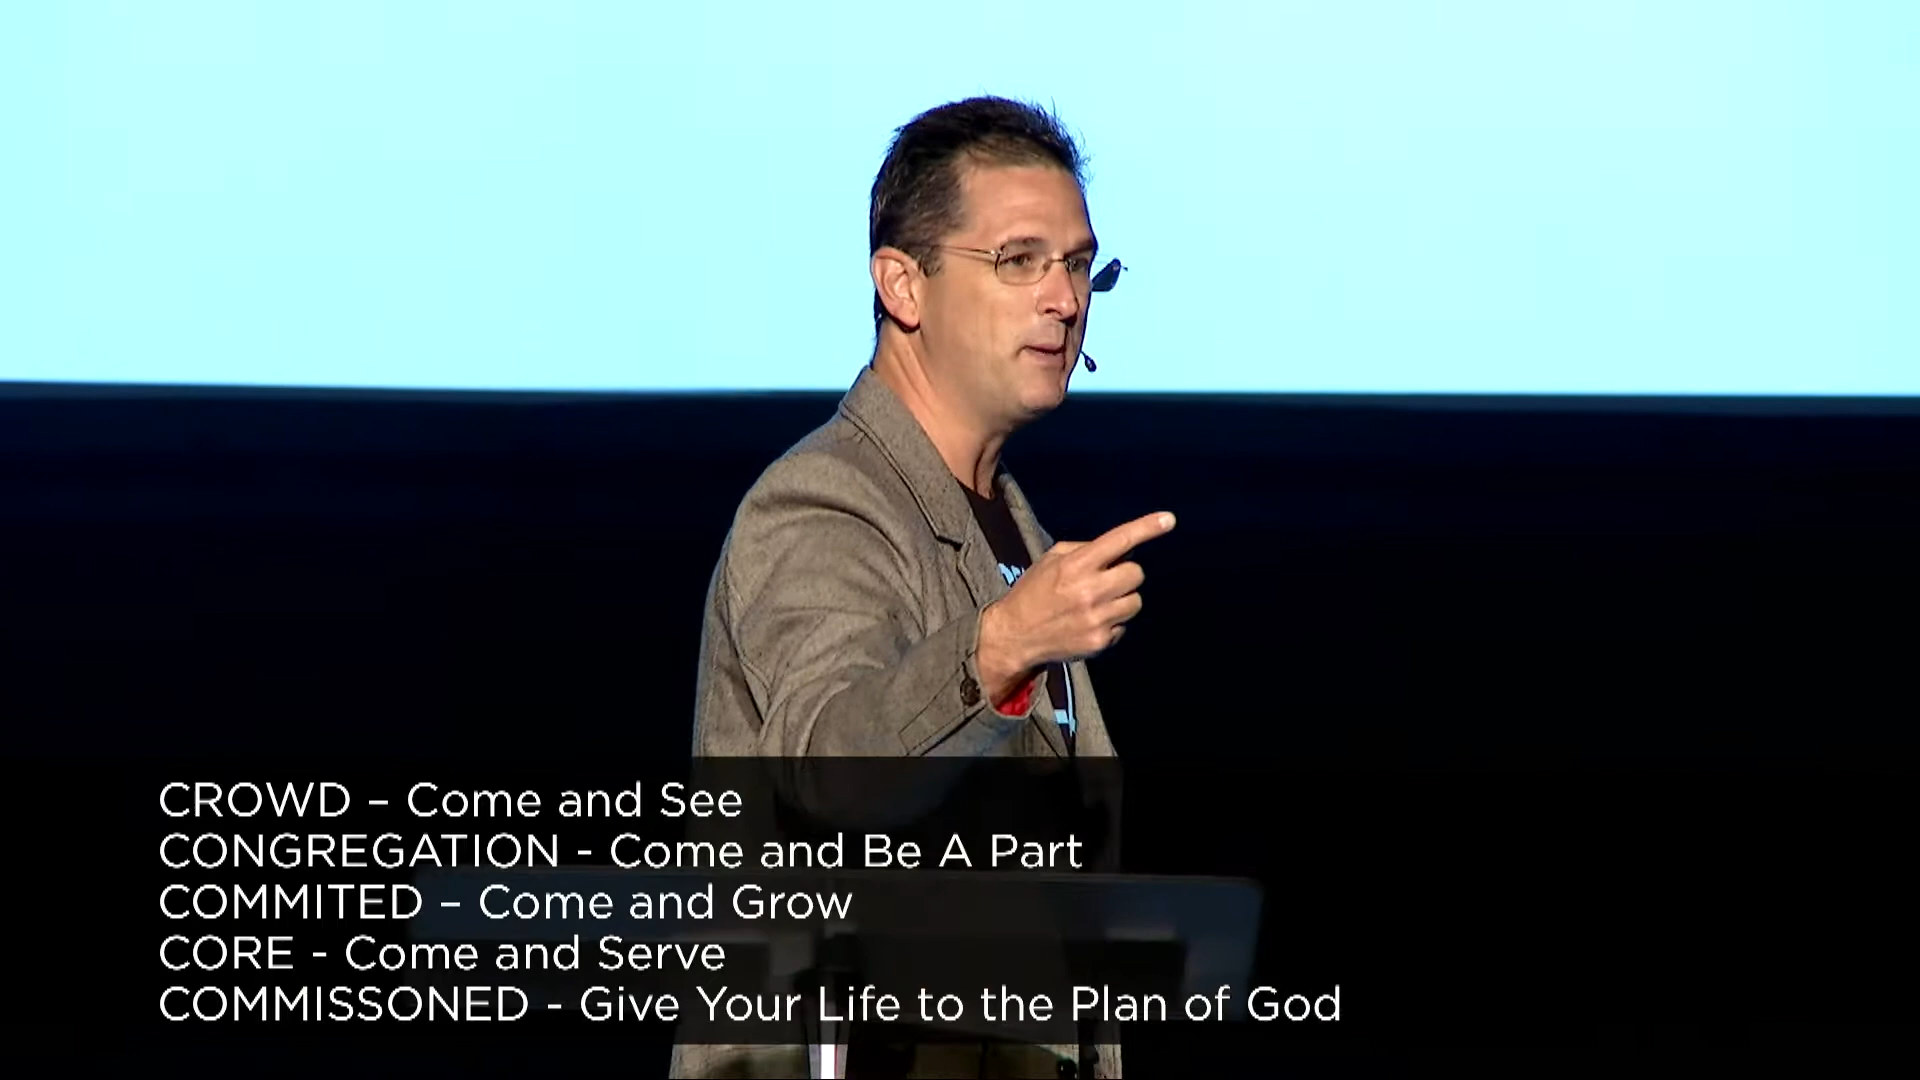 CROWD – Come and See
CONGREGATION - Come and Be A Part
COMMITED – Come and Grow
CORE - Come and Serve
COMMISSONED - Give Your Life to the Plan of God